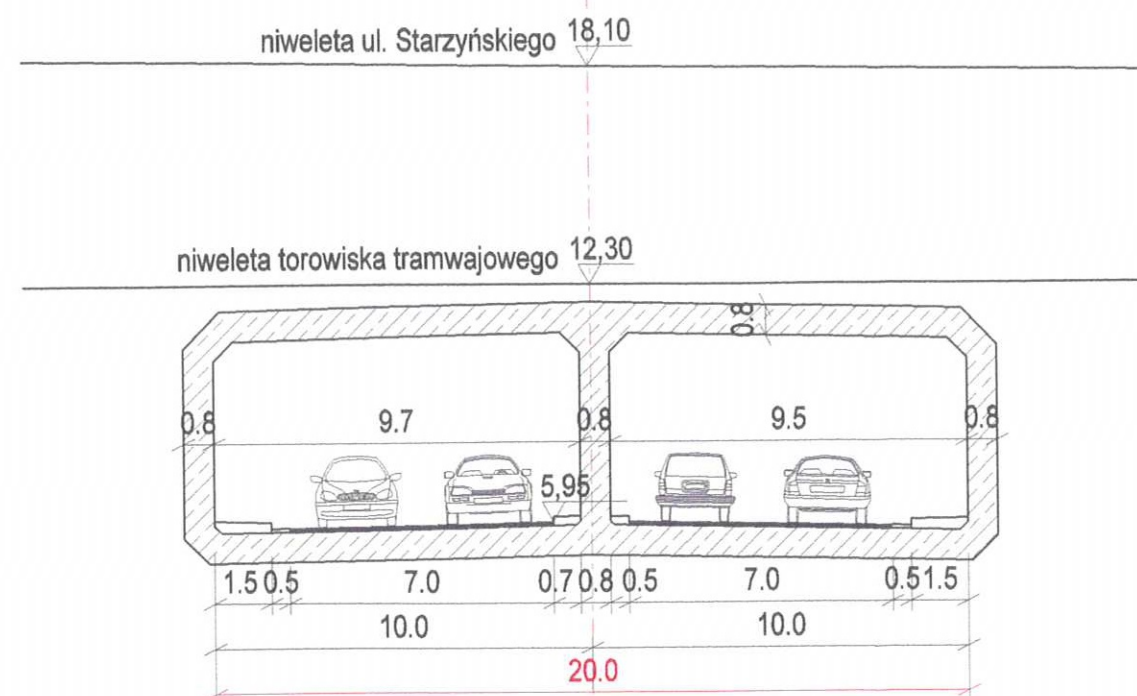 niweleta ul. Starzyńskiego 18,10
niweleta torowiska tramwajowego 12,30
0.8
0.8 9.7 0.8 9.5 0.8
5,95
1.5 0.5 7.0 0.7 0.8 0.5 7.0 0.5 1.5
10.0 10.0
20.0